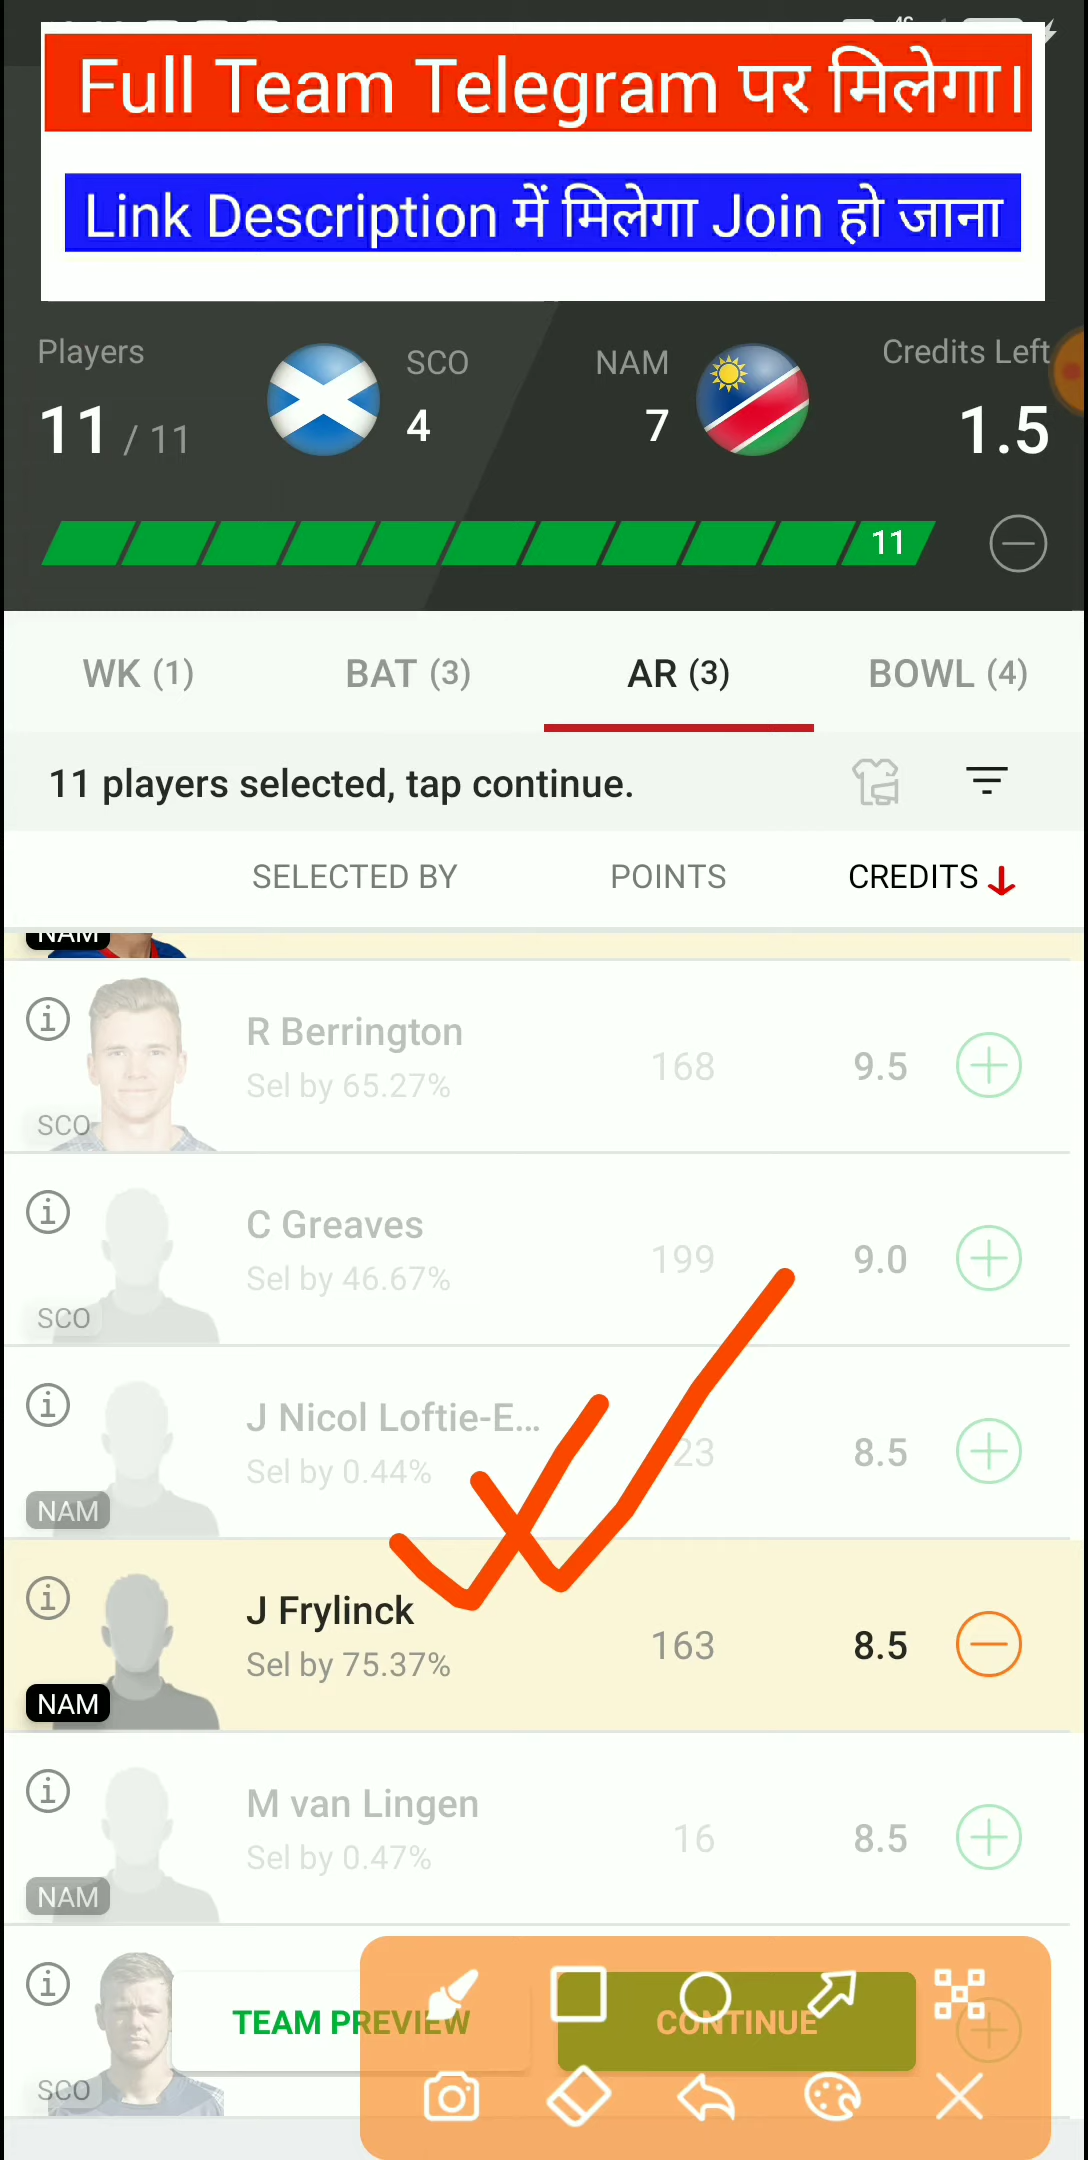 Full Team Telegram पर मिलेगा।
Link Description में मिलेगा Join हो जाना
Players
SCO
NAM
Credits Left
11 / 11
4
7
1.5
11
WK (1)
BAT (3)
AR (3)
BOWL (4)
11 players selected, tap continue.
SELECTED BY
POINTS
CREDITS
NAM
R Berrington
Sel by 65.27%
168
9.5
SCO
C Greaves
Sel by 46.67%
199
9.0
SCO
J Nicol Loftie-E...
Sel by 0.44%
23
8.5
NAM
J Frylinck
Sel by 75.37%
163
8.5
NAM
M van Lingen
Sel by 0.47%
16
8.5
NAM
TEAM PREVIEW
CONTINUE
SCO